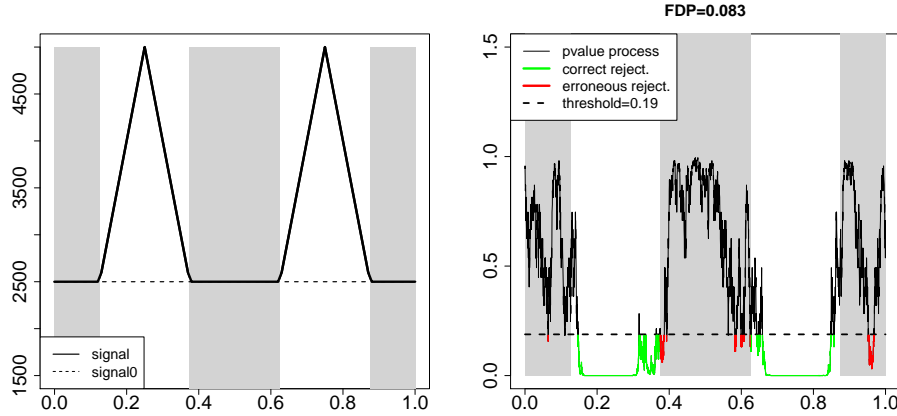 FDP=0.083
4500
3500
2500
1500
signal
signal0
0.0 0.2 0.4 0.6 0.8 1.0
1.5
1.0
0.5
0.0
pvalue process
correct reject.
erroneous reject.
threshold=0.19
0.0 0.2 0.4 0.6 0.8 1.0